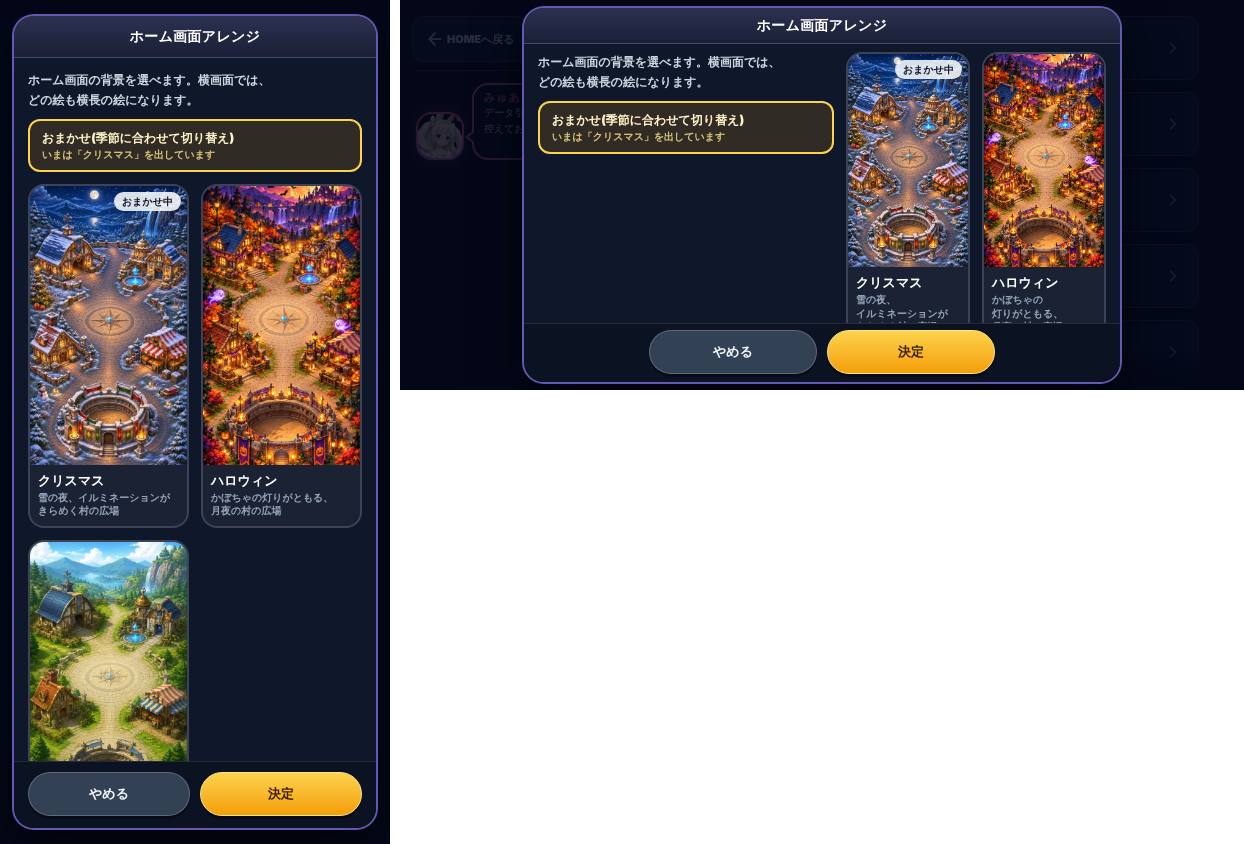 ホーム画面アレンジ
ホーム画面の背景を選べます。横画面では、
どの絵も横長の絵になります。
おまかせ(季節に合わせて切り替え)
いまは「クリスマス」を出しています
おまかせ中
クリスマス
雪の夜、イルミネーションが
きらめく村の広場
ハロウィン
かぼちゃの灯りがともる、
月夜の村の広場
やめる
決定
HOMEへ戻る
みゅあ
データ
控えてお
ホーム画面アレンジ
ホーム画面の背景を選べます。横画面では、
どの絵も横長の絵になります。
おまかせ(季節に合わせて切り替え)
いまは「クリスマス」を出しています
おまかせ中
クリスマス
雪の夜、
イルミネーションが
ハロウィン
かぼちゃの
灯りがともる、
やめる
決定